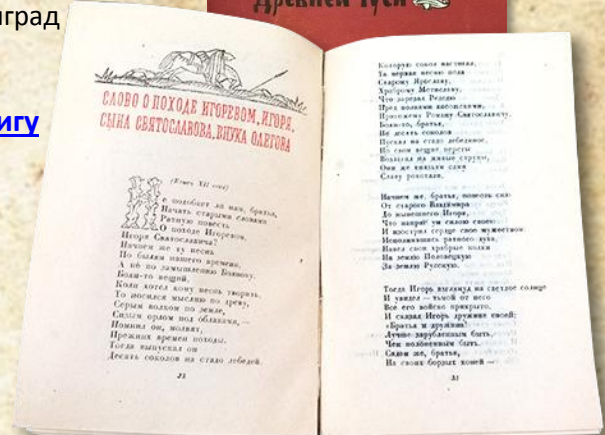 нград
Древней Руси
игу
СЛОВО О ПОХОДЕ ИГОРЕВОМ, ИГОРЯ,
СЫНА СВЯТОСЛАВОВА, ВНУКА ОЛЕГОВА
(Конец XII века)
Не подобает ли нам, братья,
Начать старыми словами
Ратную повесть
О походе Игоревом,
Игоря Святославича?
Начнем же ту песнь
По былям нашего времени,
А не по замышлению Боянову.
Боян-то вещий,
Коли хотел кому песнь творить,
То носился мыслию по древу,
Серым волком по земле,
Сизым орлом под облаками,—
Помнил он, молвят,
Прежних времен походы.
Тогда выпускал он
Десять соколов на стадо лебедей.
Которую сокол настигал,
Та первая песню пела
Старому Ярославу,
Храброму Мстиславу,
Что зарезал Редедю
Пред полками касожскими,
Пригожему Роману Святославичу.
Боян-то, братья,
Не десять соколов
Пускал на стадо лебединое,
Но свои вещие персты
Возлагал на живые струны,
Они же князьям сами
Славу рокотали.
Начнем же, братья, повесть сию
От старого Владимира
До нынешнего Игоря,
Что напряг ум силою своею
И изострил сердце свое мужеством:
Исполнившись ратного духа,
Навел свои храбрые полки
На землю Половецкую
За землю Русскую.
Тогда Игорь взглянул на светлое солнце
И увидел — тьмой от него
Всё его войско прикрыто,
И сказал Игорь дружине своей:
«Братья и дружина!
Лучше зарубленным быть,
Чем полоненным быть.
Сядем же, братья,
На своих борзых коней —